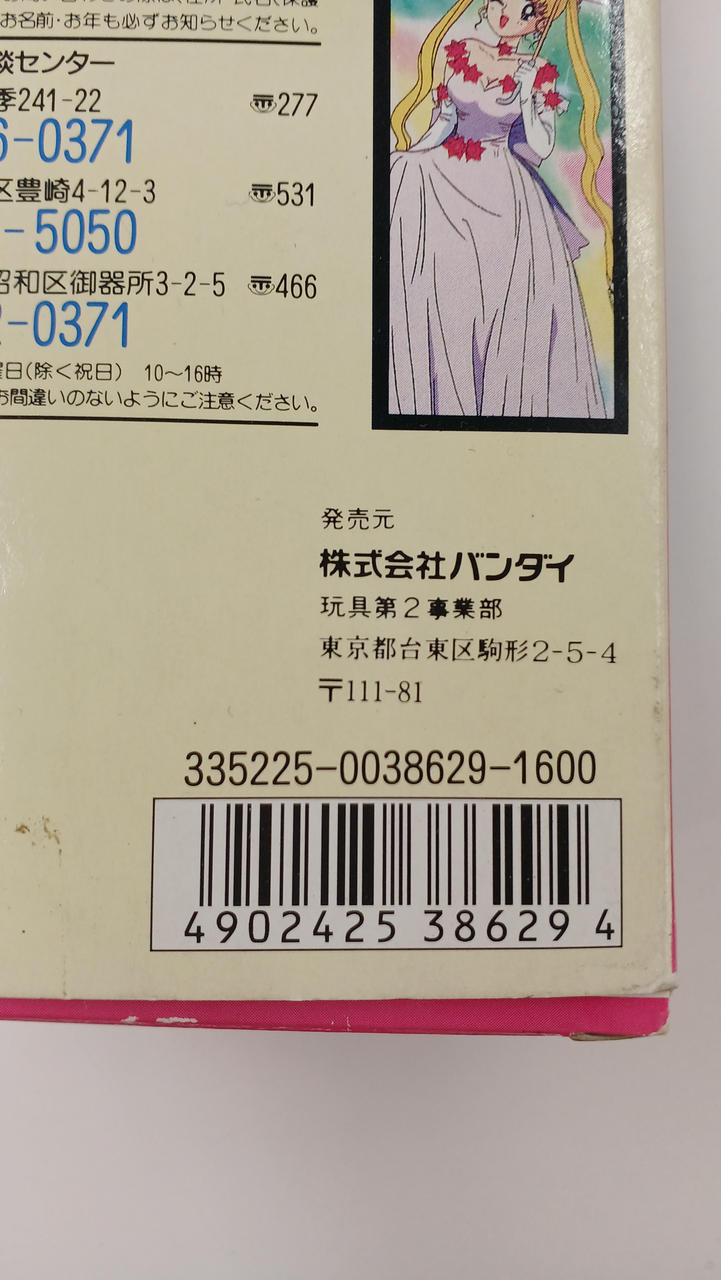 お名前・お年も必ずお知らせください。
談センター
季241-22 〠277
6-0371
区豊崎4-12-3 〠531
-5050
昭和区御器所3-2-5 〠466
2-0371
曜日(除く祝日) 10～16時
お間違いのないようにご注意ください。
発売元
株式会社バンダイ
玩具第2事業部
東京都台東区駒形2-5-4
〒111-81
335225-0038629-1600
4902425 38629 4